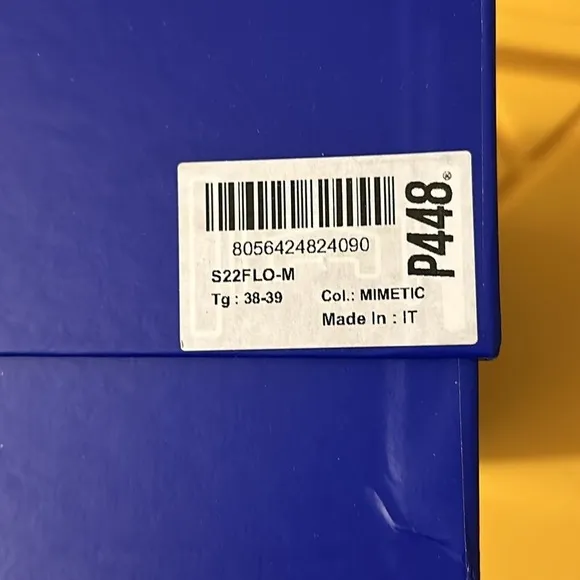 8056424824090
S22FLO-M
Tg : 38-39 Col.: MIMETIC
Made In : IT
P448®